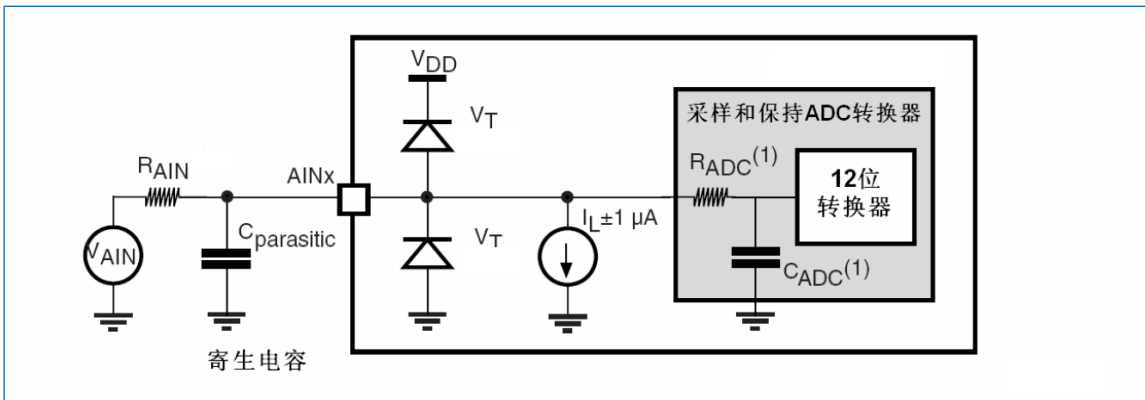 VDD
VT
采样和保持ADC转换器
RAIN
AINx
RADC(1)
12位
转换器
IL±1 μA
VAIN
Cparasitic
VT
CADC(1)
寄生电容